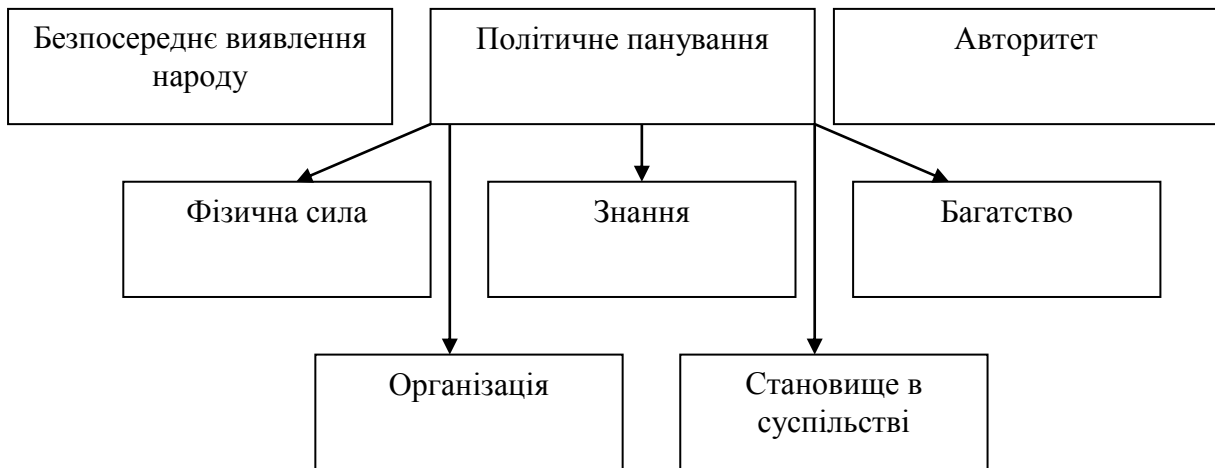 Безпосереднє виявлення
народу
Політичне панування
Авторитет
Фізична сила
Знання
Багатство
Організація
Становище в
суспільстві